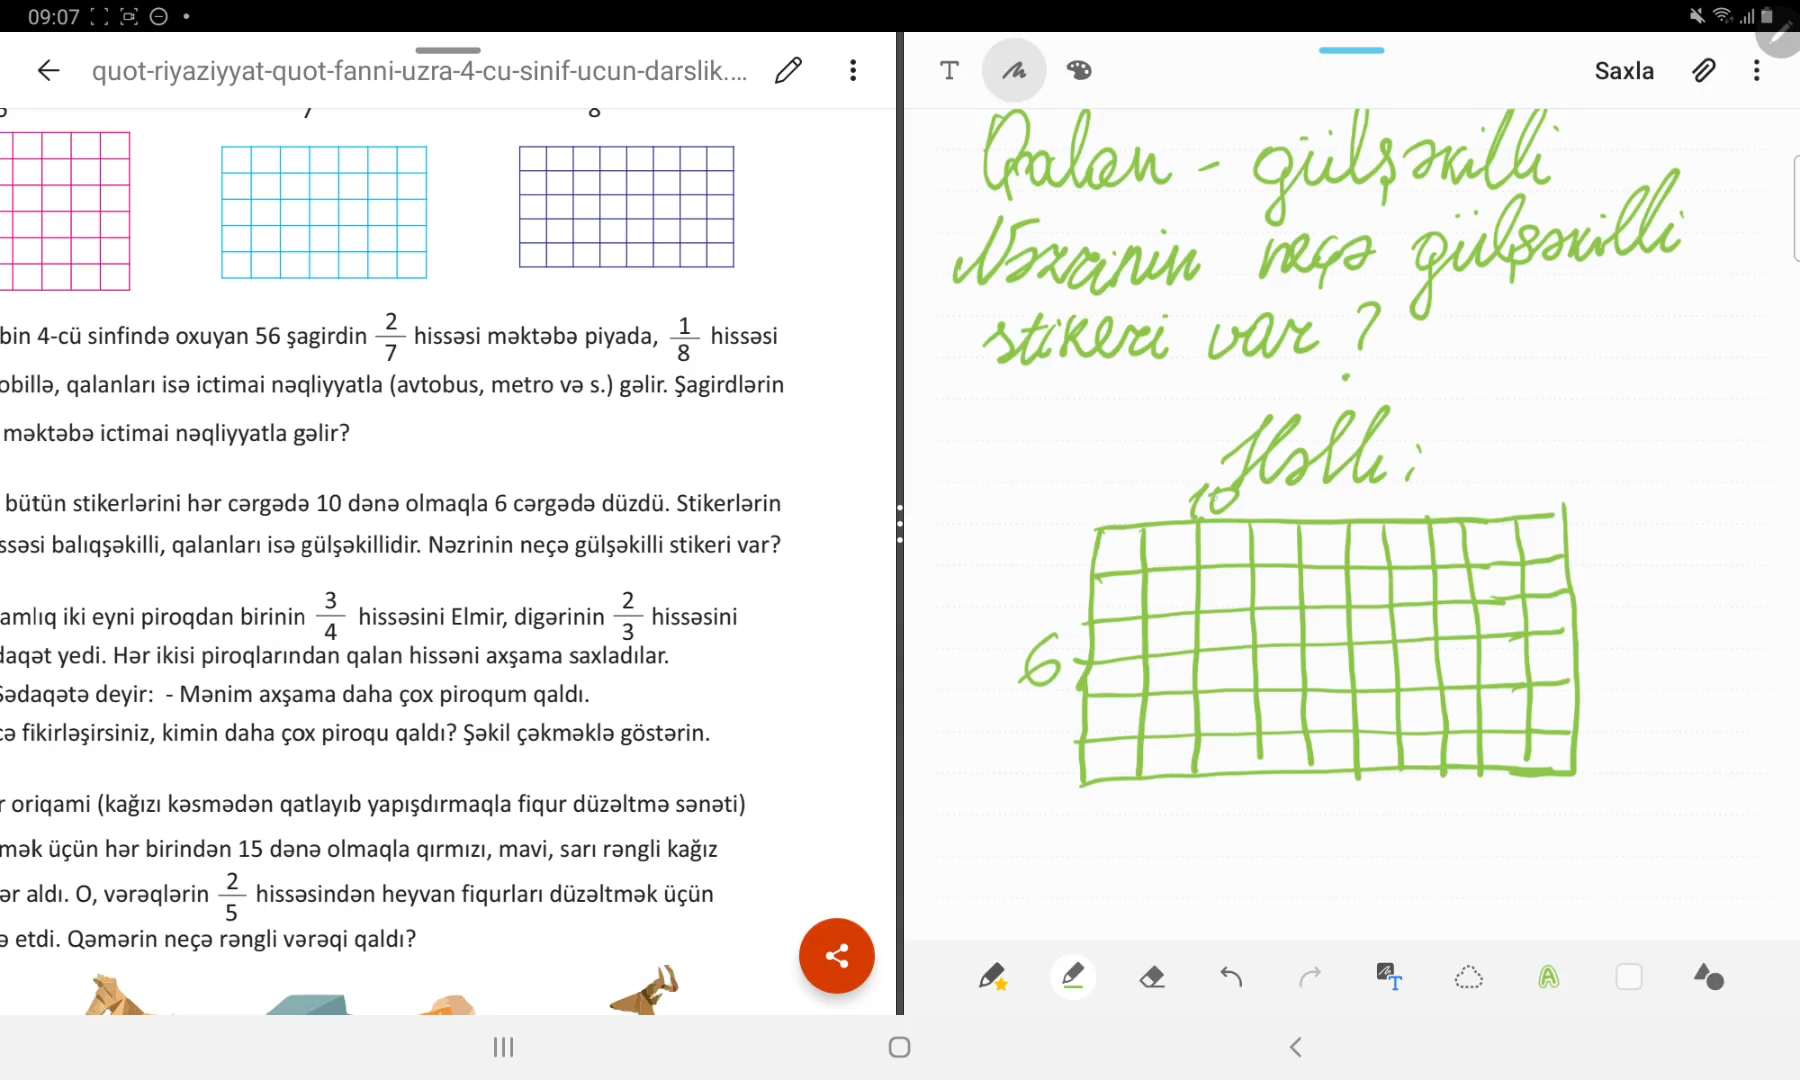 09:07
quot-riyaziyyat-quot-fanni-uzra-4-cu-sinif-ucun-darslik....
Saxla
bin 4-cü sinfində oxuyan 56 şagirdin 2/7 hissəsi məktəbə piyada, 1/8 hissəsi
obillə, qalanları isə ictimai nəqliyyatla (avtobus, metro və s.) gəlir. Şagirdlərin
məktəbə ictimai nəqliyyatla gəlir?
bütün stikerlərini hər cərgədə 10 dənə olmaqla 6 cərgədə düzdü. Stikerlərin
ssəsi balıqşəkilli, qalanları isə gülşəkillidir. Nəzrinin neçə gülşəkilli stikeri var?
amlıq iki eyni piroqdan birinin 3/4 hissəsini Elmir, digərinin 2/3 hissəsini
daqət yedi. Hər ikisi piroqlarından qalan hissəni axşama saxladılar.
Sədaqətə deyir: - Mənim axşama daha çox piroqum qaldı.
cə fikirləşirsiniz, kimin daha çox piroqu qaldı? Şəkil çəkməklə göstərin.
r oriqami (kağızı kəsmədən qatlayıb yapışdırmaqla fiqur düzəltmə sənəti)
mək üçün hər birindən 15 dənə olmaqla qırmızı, mavi, sarı rəngli kağız
ər aldı. O, vərəqlərin 2/5 hissəsindən heyvan fiqurları düzəltmək üçün
ə etdi. Qəmərin neçə rəngli vərəqi qaldı?
Qalan - gülşəkilli
Nəzrinin neçə gülşəkilli
stikeri var?
Həlli:
10
6